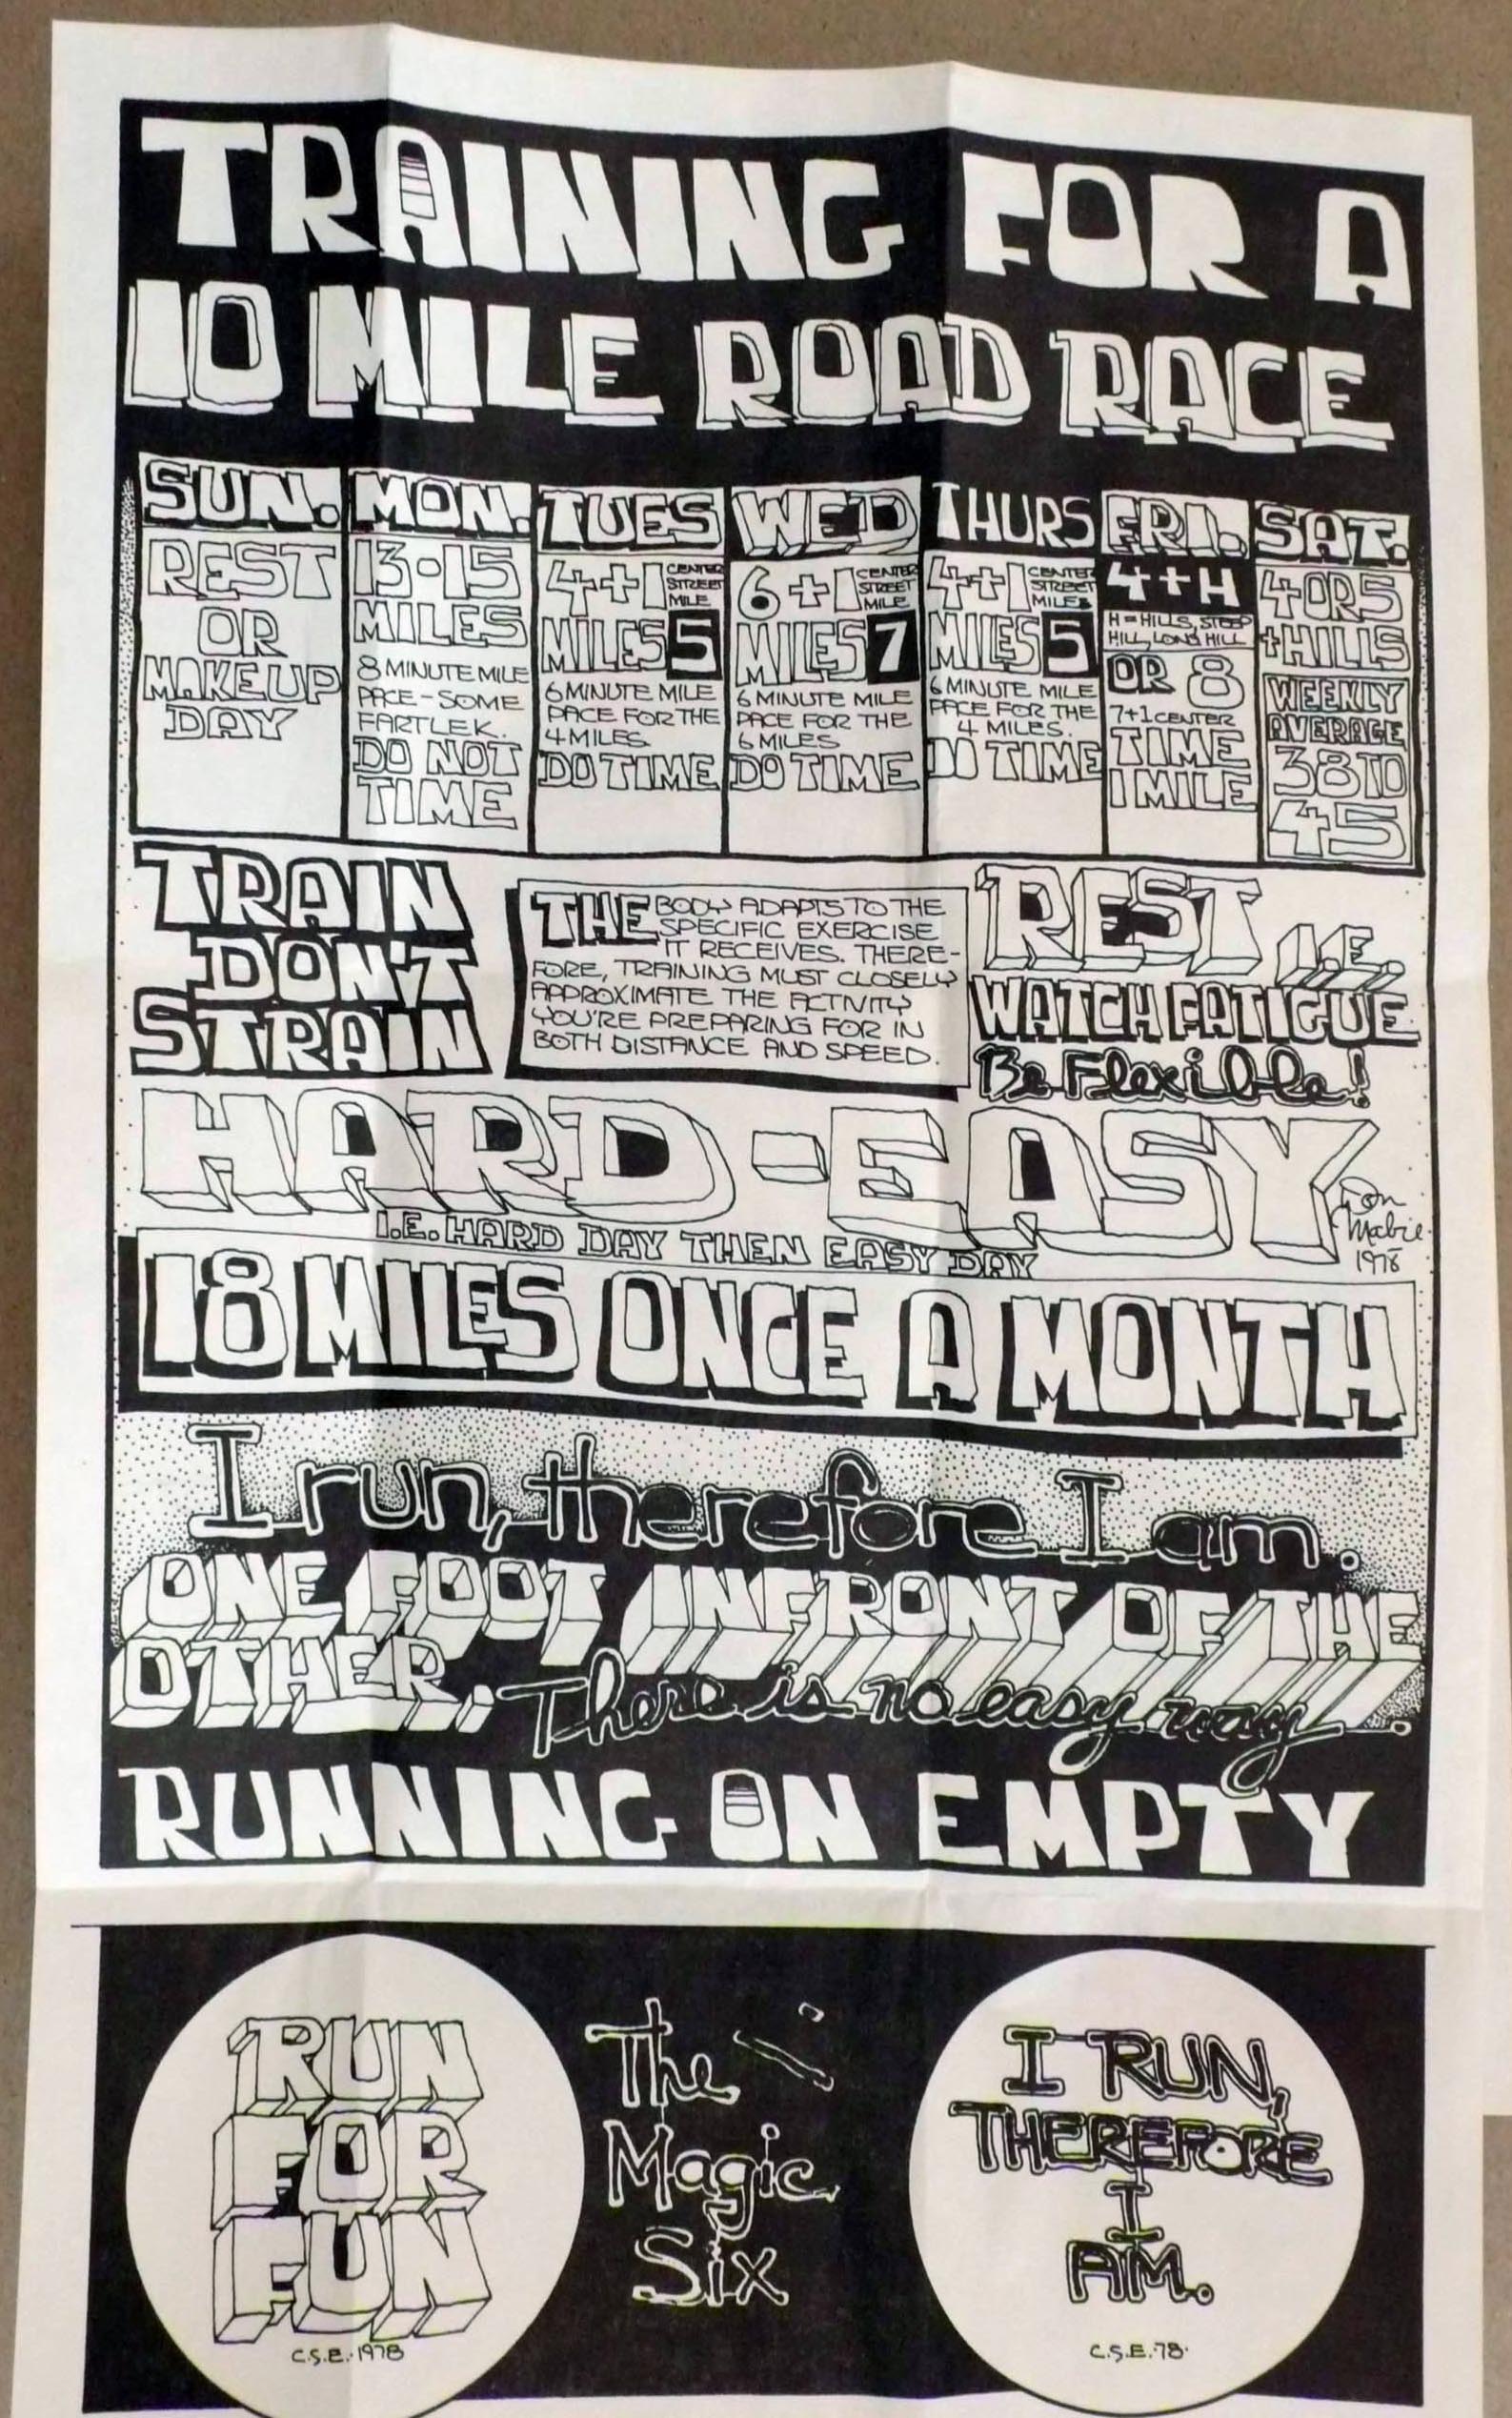 TRAINING FOR A
10 MILE ROAD RACE
SUN.
REST
OR
MAKEUP
DAY
MON.
13-15
MILES
8 MINUTE MILE
PACE - SOME
FARTLEK.
DO NOT
TIME
TUES
4+1 CENTER
STREET
MILE
MILES 5
6 MINUTE MILE
PACE FOR THE
4 MILES
DO TIME
WED
6+1 CENTER
STREET
MILE
MILES 7
6 MINUTE MILE
PACE FOR THE
6 MILES
DO TIME
THURS
4+1 CENTER
STREET
MILE
MILES 5
6 MINUTE MILE
PACE FOR THE
4 MILES.
DO TIME
FRI.
4+H
H=HILLS, STEEP
HILL, LONG HILL
OR 8
7+1 CENTER
TIME
1 MILE
SAT.
4 OR 5
+HILLS
WEEKLY
AVERAGE
38 TO
45
TRAIN
DON'T
STRAIN
THE BODY ADAPTS TO THE
SPECIFIC EXERCISE
IT RECEIVES. THERE-
FORE, TRAINING MUST CLOSELY
APPROXIMATE THE ACTIVITY
YOU'RE PREPARING FOR IN
BOTH DISTANCE AND SPEED.
REST I.E.
WATCH FATIGUE
Be Flexible!
HARD-EASY
I.E. HARD DAY THEN EASY DAY
Don
Mabie
1978
18 MILES ONCE A MONTH
I run, therefore I am.
ONE FOOT INFRONT OF THE
OTHER. There is no easy way.
RUNNING ON EMPTY
RUN
FOR
FUN
C.S.E. 1978
The
Magic
Six
I RUN,
THEREFORE
I
AM.
C.S.E. 78.